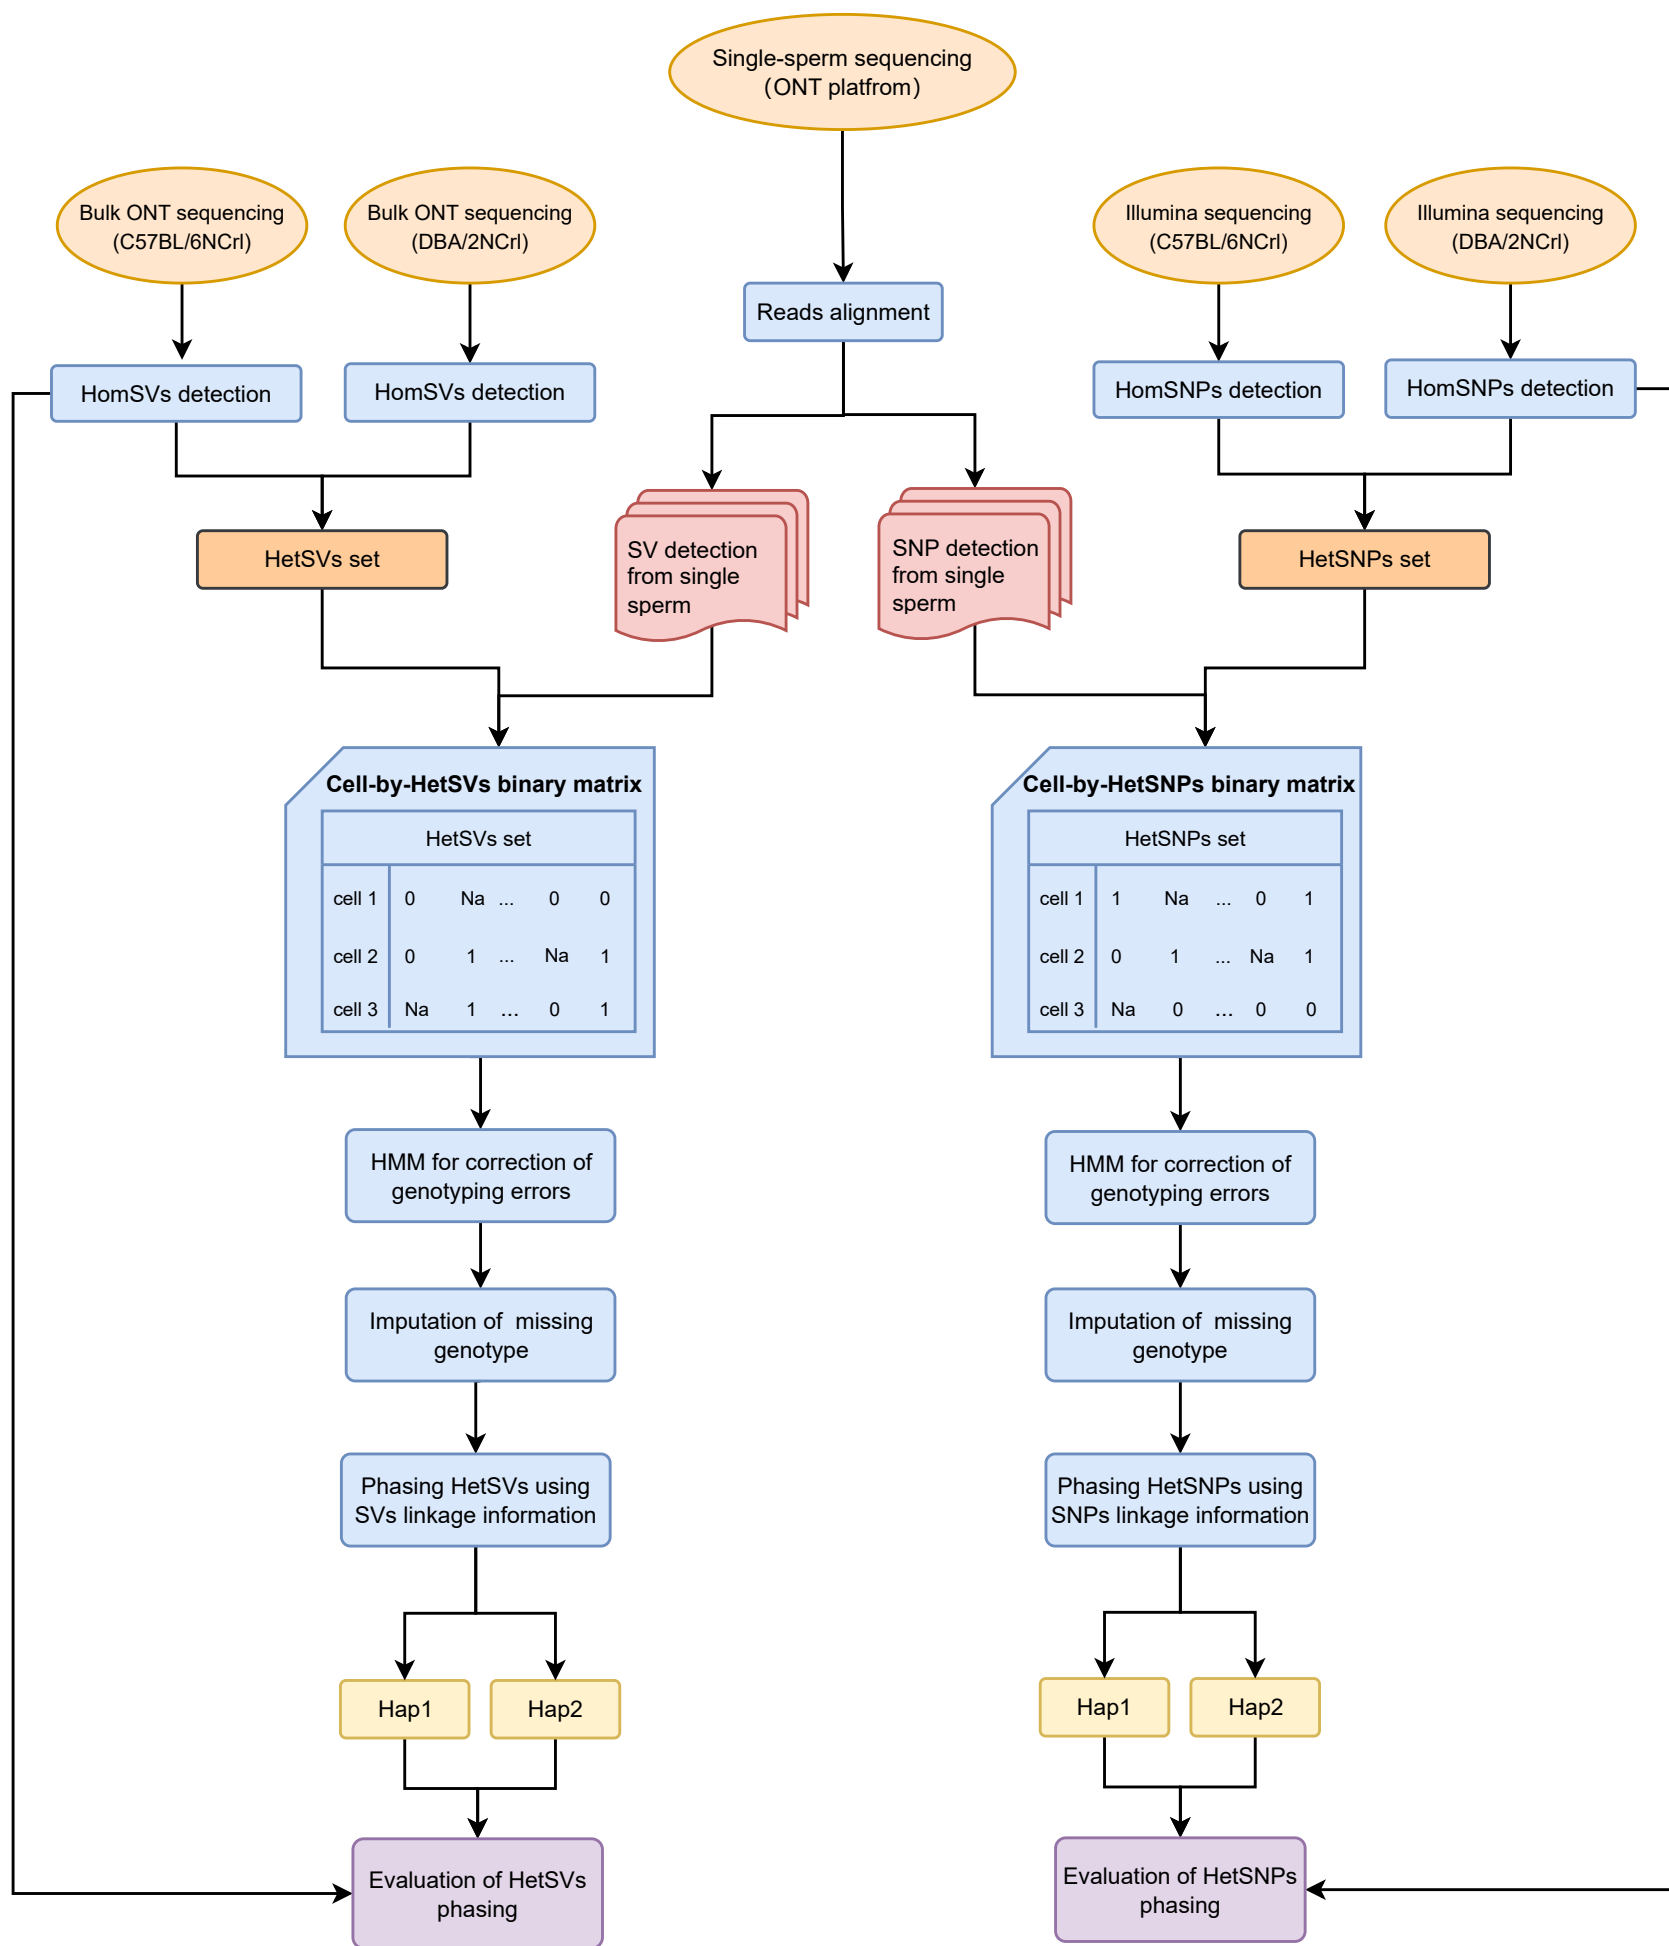 Single-sperm sequencing
(ONT platfrom)
Bulk ONT sequencing
(C57BL/6NCrl)
Bulk ONT sequencing
(DBA/2NCrl)
Illumina sequencing
(C57BL/6NCrl)
Illumina sequencing
(DBA/2NCrl)
Reads alignment
HomSVs detection
HomSVs detection
HomSNPs detection
HomSNPs detection
HetSVs set
SV detection
from single
sperm
SNP detection
from single
sperm
HetSNPs set
Cell-by-HetSVs binary matrix
HetSVs set
cell 1 0 Na ... 0 0
cell 2 0 1 ... Na 1
cell 3 Na 1 ... 0 1
Cell-by-HetSNPs binary matrix
HetSNPs set
cell 1 1 Na ... 0 1
cell 2 0 1 ... Na 1
cell 3 Na 0 ... 0 0
HMM for correction of
genotyping errors
HMM for correction of
genotyping errors
Imputation of  missing
genotype
Imputation of  missing
genotype
Phasing HetSVs using
SVs linkage information
Phasing HetSNPs using
SNPs linkage information
Hap1
Hap2
Hap1
Hap2
Evaluation of HetSVs
phasing
Evaluation of HetSNPs
phasing